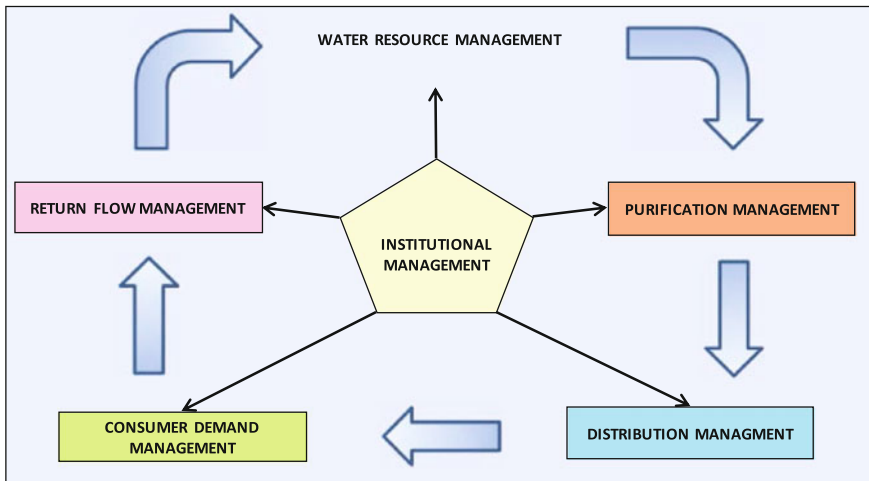 WATER RESOURCE MANAGEMENT
RETURN FLOW MANAGEMENT
PURIFICATION MANAGEMENT
INSTITUTIONAL
MANAGEMENT
CONSUMER DEMAND
MANAGEMENT
DISTRIBUTION MANAGMENT